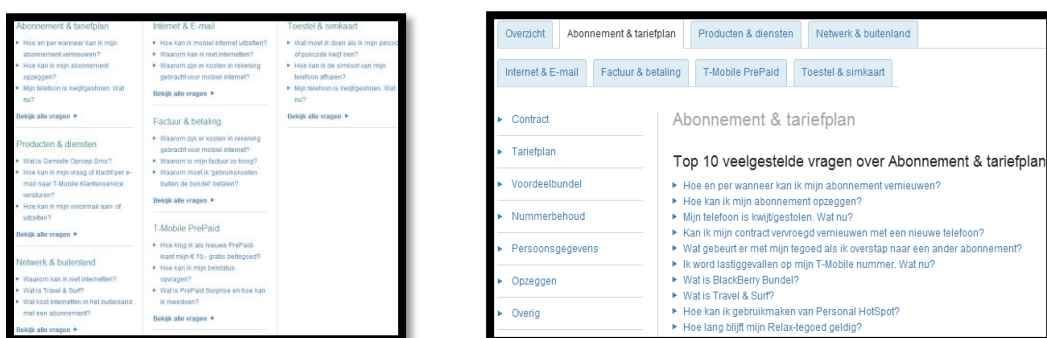 Abonnement & tariefplan
Hoe en per wanneer kan ik mijn
abonnement vernieuwen?
Hoe kan ik mijn abonnement
opzeggen?
Mijn telefoon is kwijt/gestolen. Wat
nu?
Bekijk alle vragen
Producten & diensten
Wat is Gemiste Oproep Sms?
Hoe kan ik mijn vraag of klacht per e-
mail naar T-Mobile Klantenservice
versturen?
Hoe kan ik mijn voicemail aan- of
uitzetten?
Bekijk alle vragen
Netwerk & buitenland
Waarom kan ik niet internetten?
Wat is Travel & Surf?
Wat kost internetten in het buitenland
met een abonnement?
Bekijk alle vragen
Internet & E-mail
Hoe kan ik mobiel internet uitzetten?
Waarom kan ik niet internetten?
Waarom zijn er kosten in rekening
gebracht voor mobiel internet?
Bekijk alle vragen
Factuur & betaling
Waarom zijn er kosten in rekening
gebracht voor mobiel internet?
Waarom is mijn factuur zo hoog?
Waarom moet ik 'gebruikskosten
buiten de bundel' betalen?
Bekijk alle vragen
T-Mobile PrePaid
Hoe krijg ik als nieuwe PrePaid-
klant mijn € 10,- gratis beltegoed?
Hoe kan ik mijn belstatus
opvragen?
Wat is PrePaid Surprise en hoe kan
ik meedoen?
Bekijk alle vragen
Toestel & simkaart
Wat moet ik doen als ik mijn pincode
of pukcode kwijt ben?
Hoe kan ik de simlock van mijn
telefoon afhalen?
Mijn telefoon is kwijt/gestolen. Wat
nu?
Bekijk alle vragen
Overzicht Abonnement & tariefplan Producten & diensten Netwerk & buitenland
Internet & E-mail Factuur & betaling T-Mobile PrePaid Toestel & simkaart
Contract
Tariefplan
Voordeelbundel
Nummerbehoud
Persoonsgegevens
Opzeggen
Overig
Abonnement & tariefplan
Top 10 veelgestelde vragen over Abonnement & tariefplan
Hoe en per wanneer kan ik mijn abonnement vernieuwen?
Hoe kan ik mijn abonnement opzeggen?
Mijn telefoon is kwijt/gestolen. Wat nu?
Kan ik mijn contract vervroegd vernieuwen met een nieuwe telefoon?
Wat gebeurt er met mijn tegoed als ik overstap naar een ander abonnement?
Ik word lastiggevallen op mijn T-Mobile nummer. Wat nu?
Wat is BlackBerry Bundel?
Wat is Travel & Surf?
Hoe kan ik gebruikmaken van Personal HotSpot?
Hoe lang blijft mijn Relax-tegoed geldig?